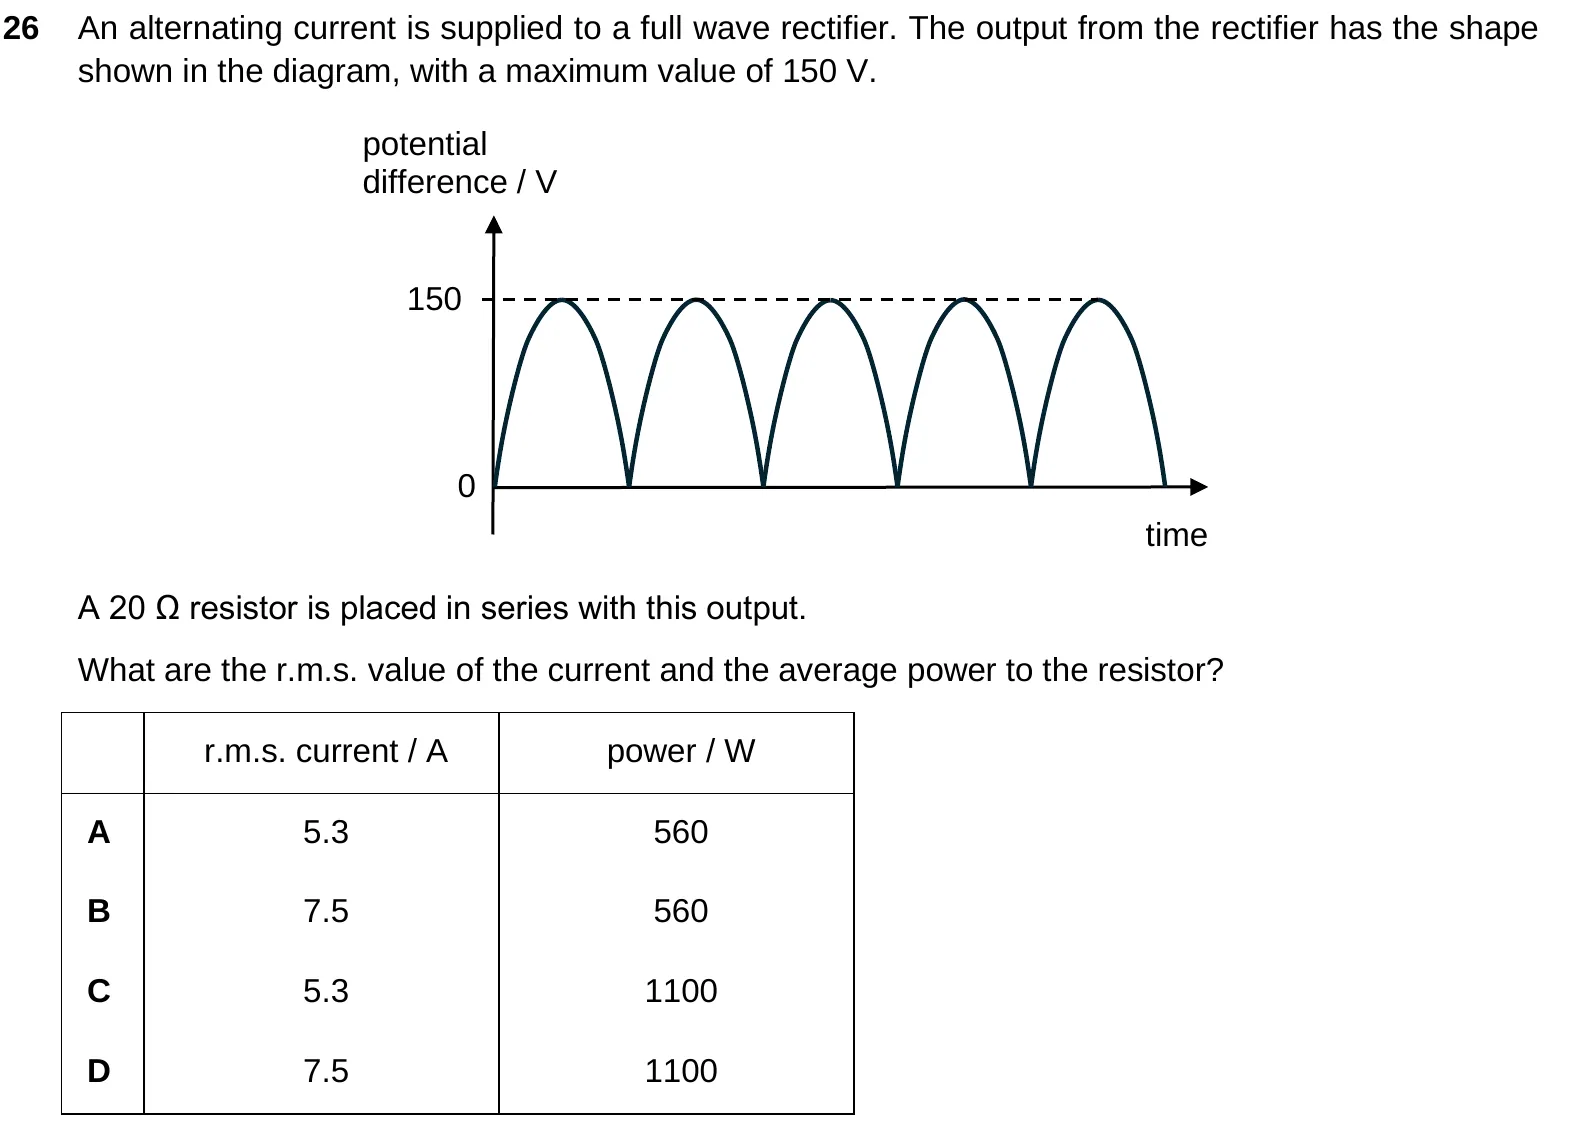 26 An alternating current is supplied to a full wave rectifier. The output from the rectifier has the shape
shown in the diagram, with a maximum value of 150 V.
potential
difference / V
150
0
time
A 20 Ω resistor is placed in series with this output.
What are the r.m.s. value of the current and the average power to the resistor?
r.m.s. current / A power / W
A 5.3 560
B 7.5 560
C 5.3 1100
D 7.5 1100